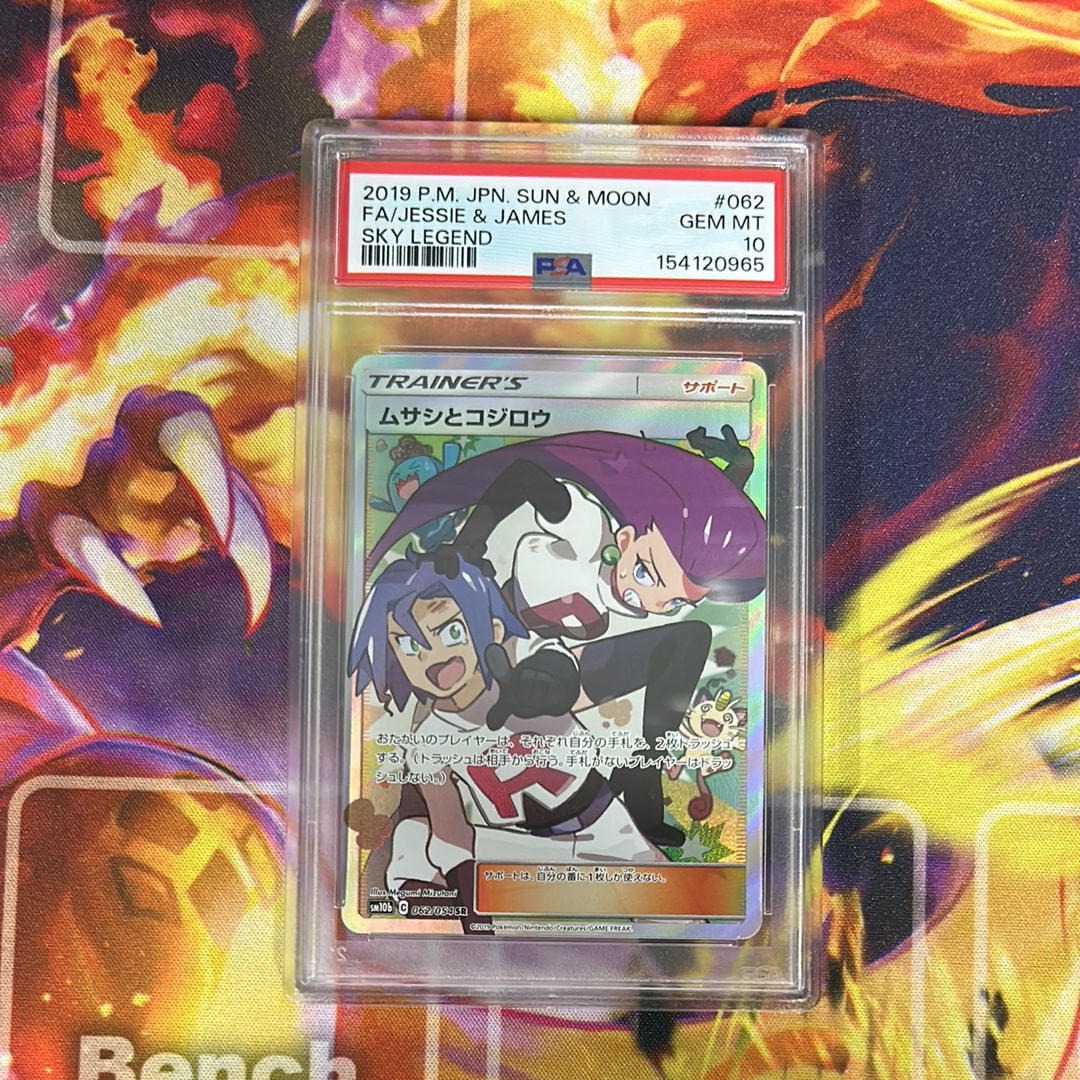 2019 P.M. JPN. SUN & MOON #062
FA/JESSIE & JAMES GEM MT
SKY LEGEND 10
PSA 154120965
TRAINER'S サポート
ムサシとコジロウ
おたがいのプレイヤーは、それぞれ自分の手札を、2枚トラッシュ
する。(トラッシュは相手から行う。手札がないプレイヤーはトラッ
シュしない。)
サポートは、自分の番に1枚しか使えない。
Illus. Megumi Mizutani
sm10b C 062/054 SR
©2019 Pokémon/Nintendo/Creatures/GAME FREAK.
Bench